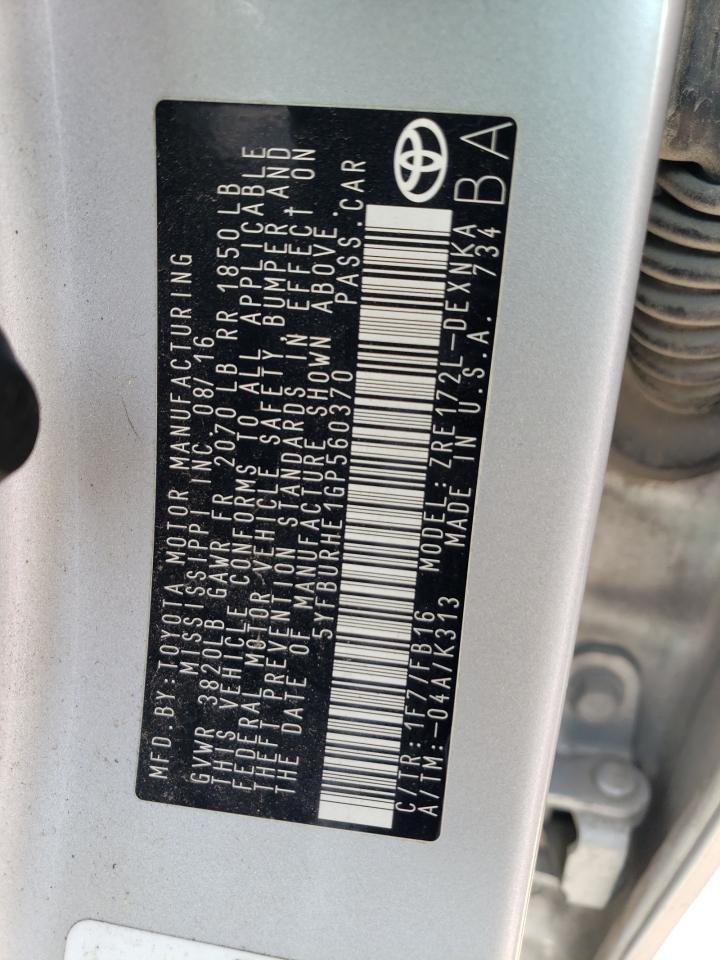 MFD.BY:TOYOTA MOTOR MANUFACTURING
MISSISSIPPI INC 08/16
GVWR 3820LB GAWR FR 2070 LB RR 1850 LB
THIS VEHICLE CONFORMS TO ALL APPLICABLE
FEDERAL MOTOR VEHICLE SAFETY, BUMPER AND
THEFT PREVENTION STANDARDS IN EFFECT ON
THE DATE OF MANUFACTURE SHOWN ABOVE.
5YFBURHE1GP560370 PASS.CAR
C/TR:1F7/FB16 MODEL:ZRE172L-DEXNKA
A/TM:-04A/K313 MADE IN U.S.A. 734
BA